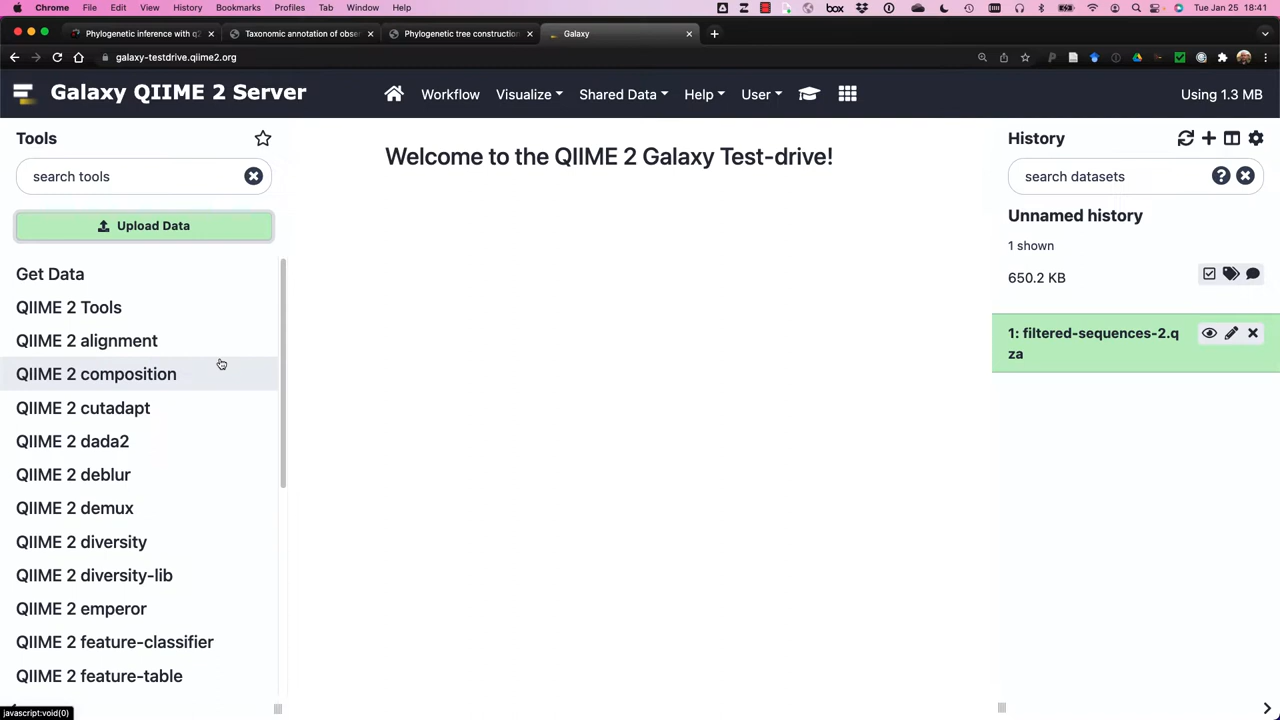 Chrome File Edit View History Bookmarks Profiles Tab Window Help box Tue Jan 25 18:41
Phylogenetic inference with q2 Taxonomic annotation of obser Phylogenetic tree construction Galaxy
galaxy-testdrive.qiime2.org
Galaxy QIIME 2 Server Workflow Visualize Shared Data Help User Using 1.3 MB
Tools
search tools
Upload Data
Get Data
QIIME 2 Tools
QIIME 2 alignment
QIIME 2 composition
QIIME 2 cutadapt
QIIME 2 dada2
QIIME 2 deblur
QIIME 2 demux
QIIME 2 diversity
QIIME 2 diversity-lib
QIIME 2 emperor
QIIME 2 feature-classifier
QIIME 2 feature-table
javascript:void(0)
Welcome to the QIIME 2 Galaxy Test-drive!
History
search datasets
Unnamed history
1 shown
650.2 KB
1: filtered-sequences-2.q
za